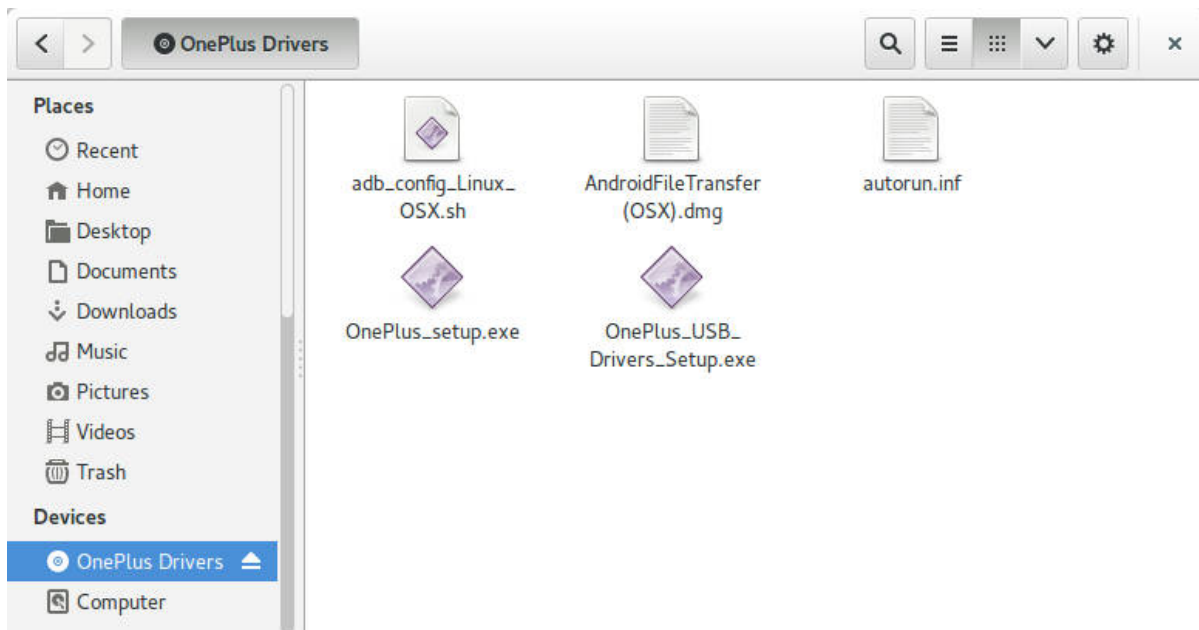 OnePlus Drivers
Places
Recent
Home
Desktop
Documents
Downloads
Music
Pictures
Videos
Trash
Devices
OnePlus Drivers
Computer
adb_config_Linux_
OSX.sh
AndroidFileTransfer
(OSX).dmg
autorun.inf
OnePlus_setup.exe
OnePlus_USB_
Drivers_Setup.exe